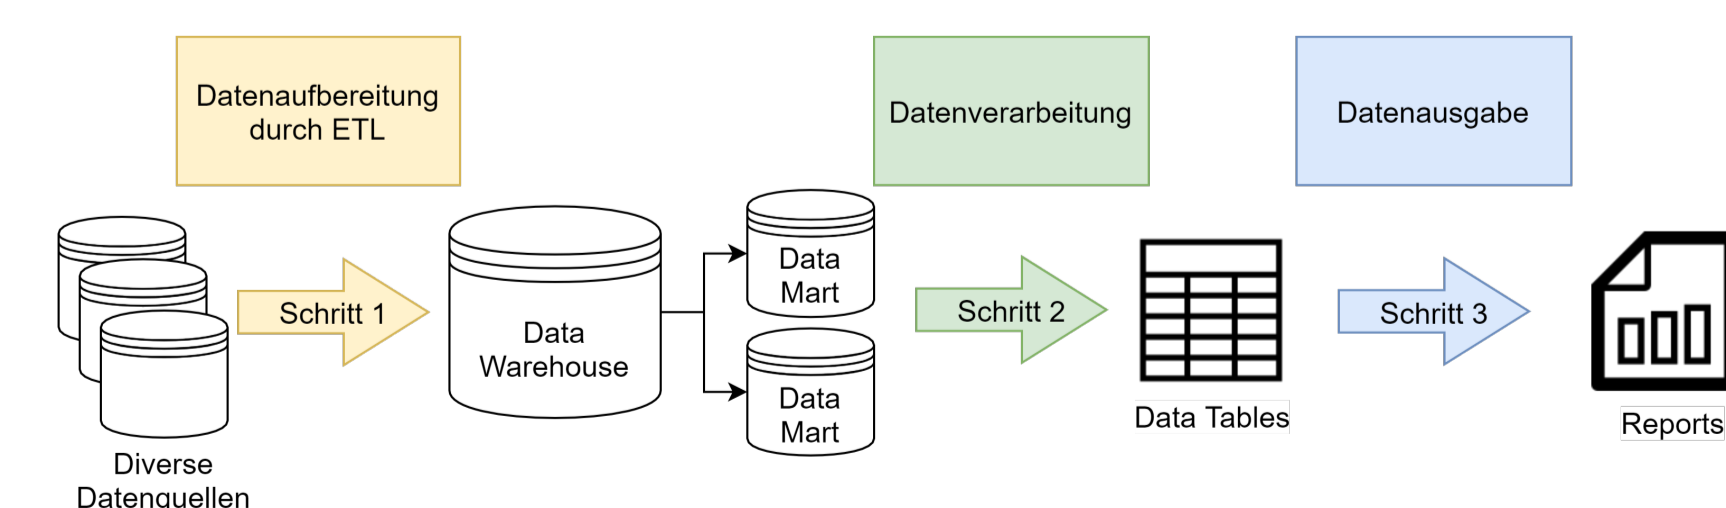 Datenaufbereitung
durch ETL
Datenverarbeitung
Datenausgabe
Schritt 1
Data
Warehouse
Data
Mart
Data
Mart
Schritt 2
Schritt 3
Data Tables
Reports
Diverse
Datenquellen